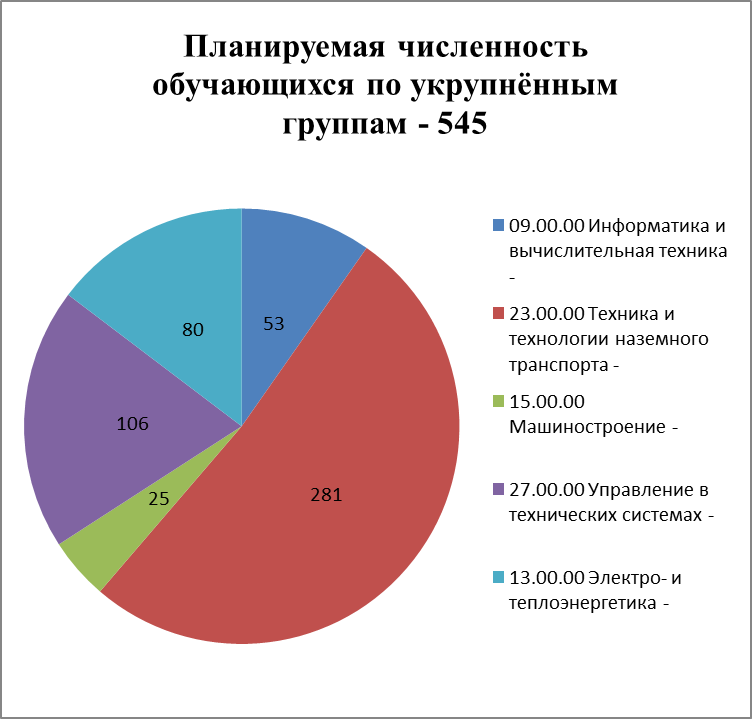 Планируемая численность
обучающихся по укрупнённым
группам - 545
09.00.00 Информатика и
вычислительная техника
-
23.00.00 Техника и
технологии наземного
транспорта -
15.00.00
Машиностроение -
27.00.00 Управление в
технических системах -
13.00.00 Электро- и
теплоэнергетика -
53
281
25
106
80